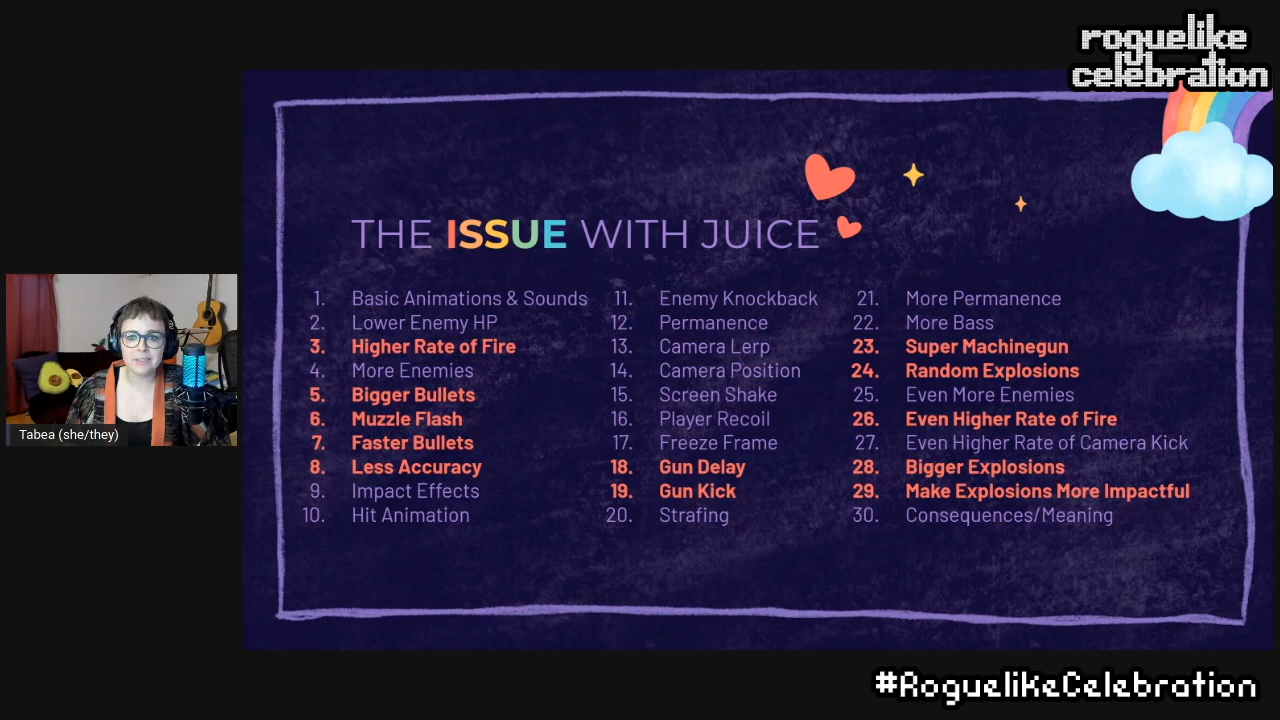 roguelike
celebration
THE ISSUE WITH JUICE
1. Basic Animations & Sounds
2. Lower Enemy HP
3. Higher Rate of Fire
4. More Enemies
5. Bigger Bullets
6. Muzzle Flash
7. Faster Bullets
8. Less Accuracy
9. Impact Effects
10. Hit Animation
11. Enemy Knockback
12. Permanence
13. Camera Lerp
14. Camera Position
15. Screen Shake
16. Player Recoil
17. Freeze Frame
18. Gun Delay
19. Gun Kick
20. Strafing
21. More Permanence
22. More Bass
23. Super Machinegun
24. Random Explosions
25. Even More Enemies
26. Even Higher Rate of Fire
27. Even Higher Rate of Camera Kick
28. Bigger Explosions
29. Make Explosions More Impactful
30. Consequences/Meaning
Tabea (she/they)
#RoguelikeCelebration